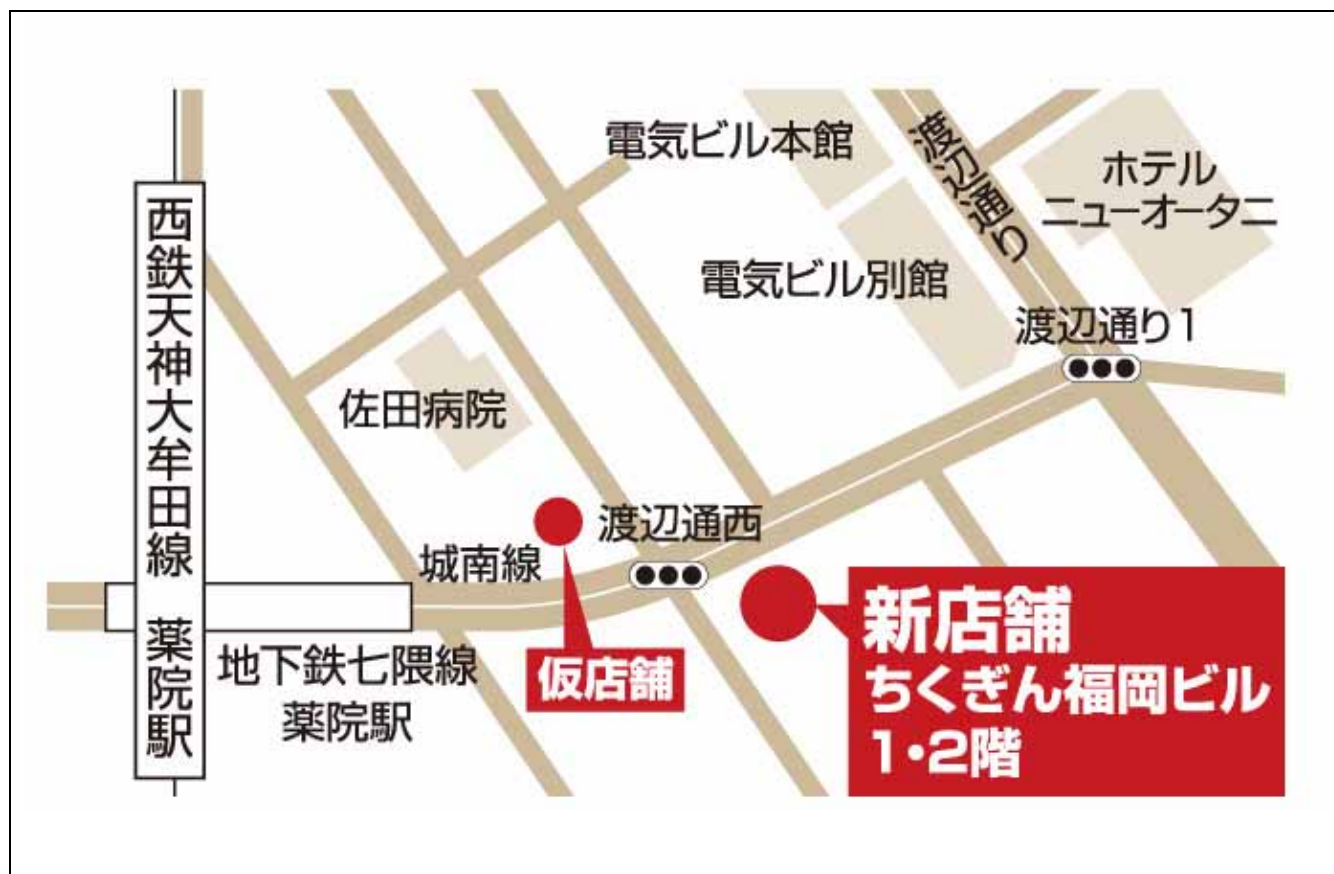 電気ビル本館
渡辺通り
ホテル
ニューオータニ
西鉄天神大牟田線 薬院駅
電気ビル別館
渡辺通り1
佐田病院
渡辺通西
城南線
新店舗
ちくぎん福岡ビル
1・2階
仮店舗
地下鉄七隈線
薬院駅